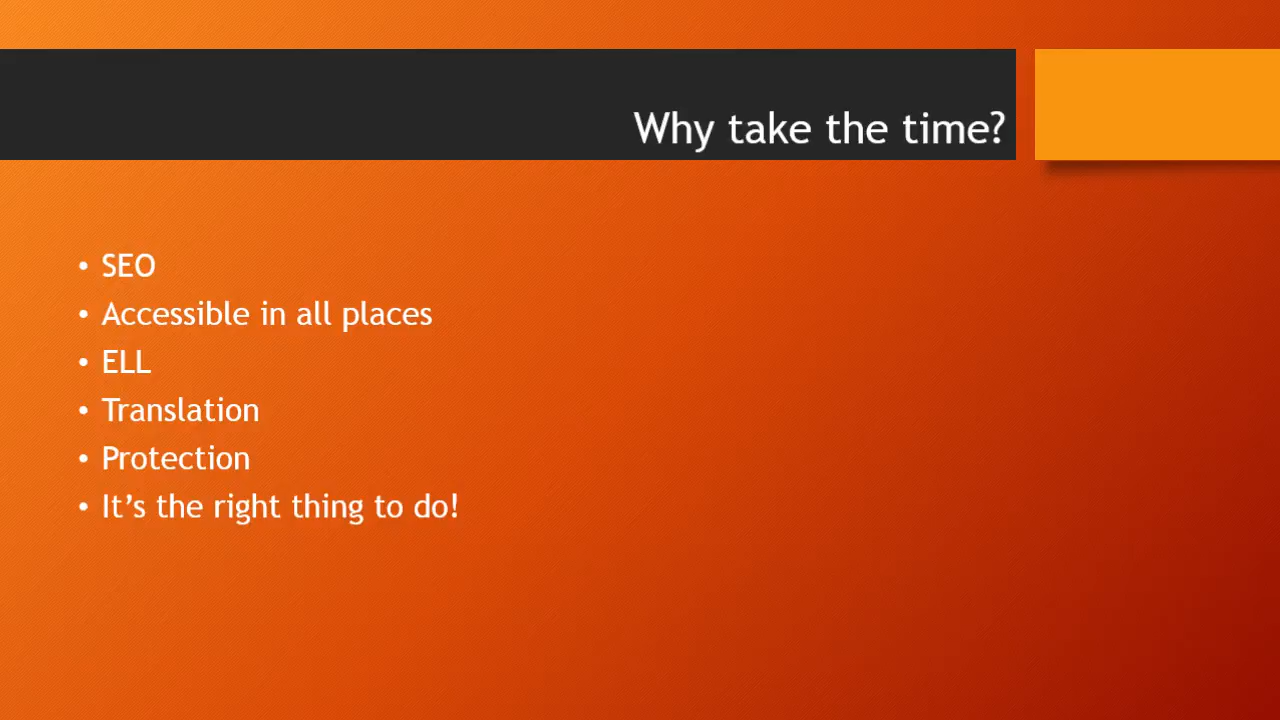 Why take the time?
• SEO
• Accessible in all places
• ELL
• Translation
• Protection
• It’s the right thing to do!